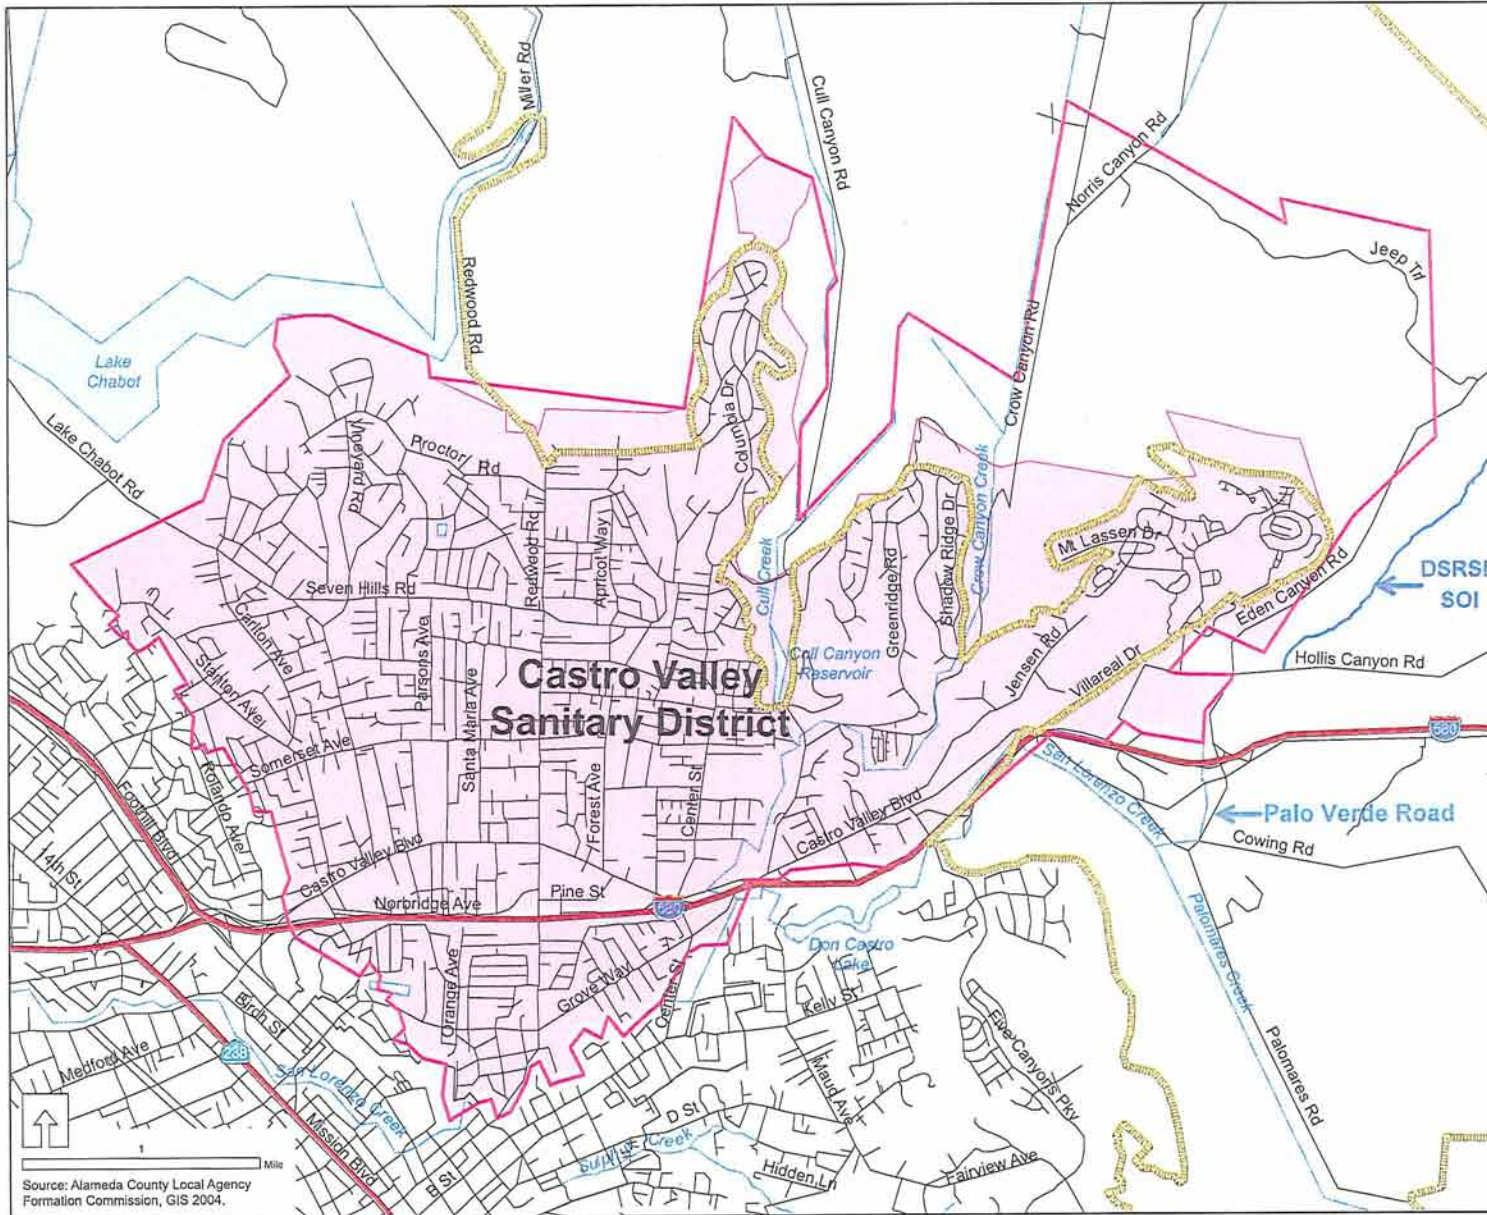 Miller Rd
Cull Canyon Rd
Norris Canyon Rd
Jeep Trl
Redwood Rd
Crow Canyon Rd
Lake
Chabot
Lake Chabot Rd
Vineyard Rd
Proctor Rd
Columbia Dr
Redwood Rd
Apricot Way
Seven Hills Rd
Carlton Ave
Parsons Ave
Stanton Ave
Santa Maria Ave
Somerset Ave
Rolando Ave
Foothill Blvd
14th St
Castro Valley
Sanitary District
Cull Creek
Cull Canyon
Reservoir
Greenridge Rd
Shadow Ridge Dr
Crow Canyon Creek
Mt Lassen Dr
Jensen Rd
Villareal Dr
Eden Canyon Rd
DSRSD
SOI
Hollis Canyon Rd
580
San Lorenzo Creek
Palo Verde Road
Cowing Rd
Forest Ave
Center St
Castro Valley Blvd
Castro Valley Blvd
Norbridge Ave
Pine St
580
Don Castro
Lake
Palomares Creek
Orange Ave
Grove Way
Center St
Kelly St
Five Canyons Pky
Palomares Rd
Birch St
Medford Ave
238
San Lorenzo Creek
Mission Blvd
B St
D St
Maud Ave
Sulphur Creek
Hidden Ln
Fairview Ave
1
Mile
Source: Alameda County Local Agency
Formation Commission, GIS 2004.